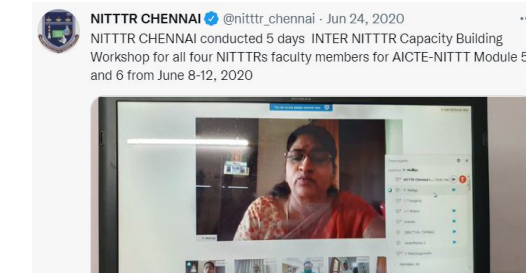 NITTTR CHENNAI @nitttr_chennai · Jun 24, 2020
NITTTR CHENNAI conducted 5 days INTER NITTTR Capacity Building
Workshop for all four NITTTRs faculty members for AICTE-NITTT Module 5
and 6 from June 8-12, 2020